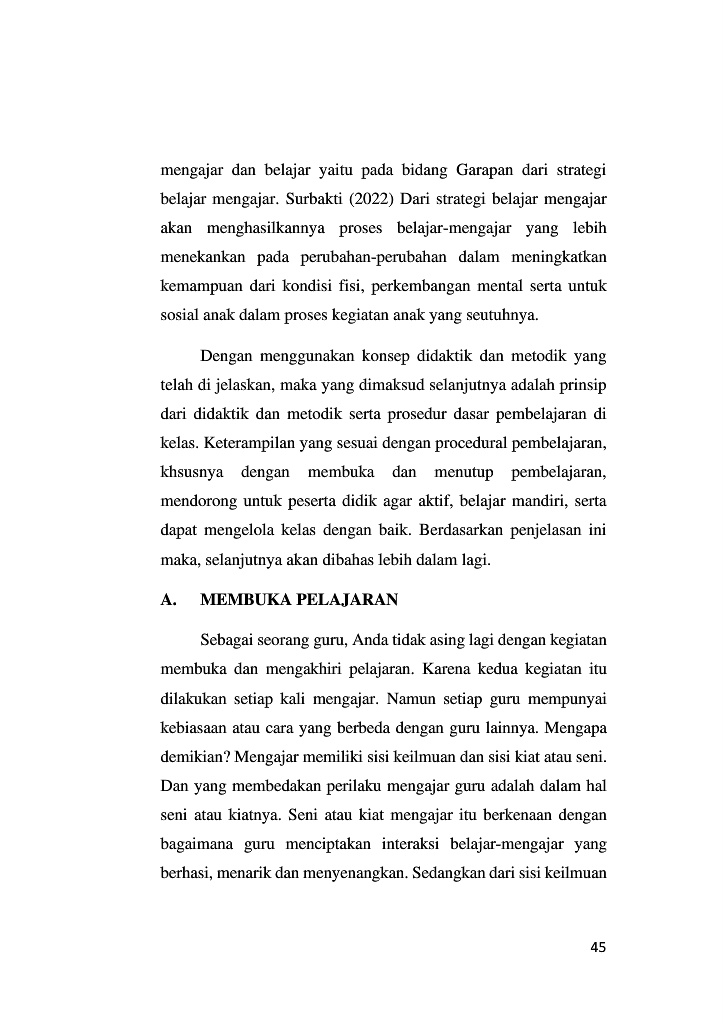 mengajar dan belajar yaitu pada bidang Garapan dari strategi
belajar mengajar. Surbakti (2022) Dari strategi belajar mengajar
akan menghasilkannya proses belajar-mengajar yang lebih
menekankan pada perubahan-perubahan dalam meningkatkan
kemampuan dari kondisi fisi, perkembangan mental serta untuk
sosial anak dalam proses kegiatan anak yang seutuhnya.
Dengan menggunakan konsep didaktik dan metodik yang
telah di jelaskan, maka yang dimaksud selanjutnya adalah prinsip
dari didaktik dan metodik serta prosedur dasar pembelajaran di
kelas. Keterampilan yang sesuai dengan procedural pembelajaran,
khsusnya dengan membuka dan menutup pembelajaran,
mendorong untuk peserta didik agar aktif, belajar mandiri, serta
dapat mengelola kelas dengan baik. Berdasarkan penjelasan ini
maka, selanjutnya akan dibahas lebih dalam lagi.
A. MEMBUKA PELAJARAN
Sebagai seorang guru, Anda tidak asing lagi dengan kegiatan
membuka dan mengakhiri pelajaran. Karena kedua kegiatan itu
dilakukan setiap kali mengajar. Namun setiap guru mempunyai
kebiasaan atau cara yang berbeda dengan guru lainnya. Mengapa
demikian? Mengajar memiliki sisi keilmuan dan sisi kiat atau seni.
Dan yang membedakan perilaku mengajar guru adalah dalam hal
seni atau kiatnya. Seni atau kiat mengajar itu berkenaan dengan
bagaimana guru menciptakan interaksi belajar-mengajar yang
berhasi, menarik dan menyenangkan. Sedangkan dari sisi keilmuan
45